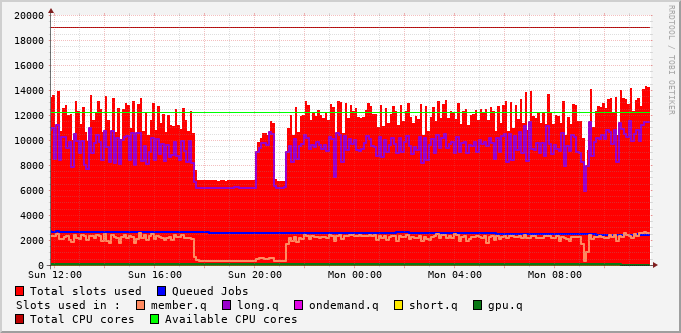 20000
18000
16000
14000
12000
10000
8000
6000
4000
2000
0
Sun 12:00 Sun 16:00 Sun 20:00 Mon 00:00 Mon 04:00 Mon 08:00
RRDTOOL / TOBI OETIKER
Total slots used Queued Jobs
Slots used in : member.q long.q ondemand.q short.q gpu.q
Total CPU cores Available CPU cores